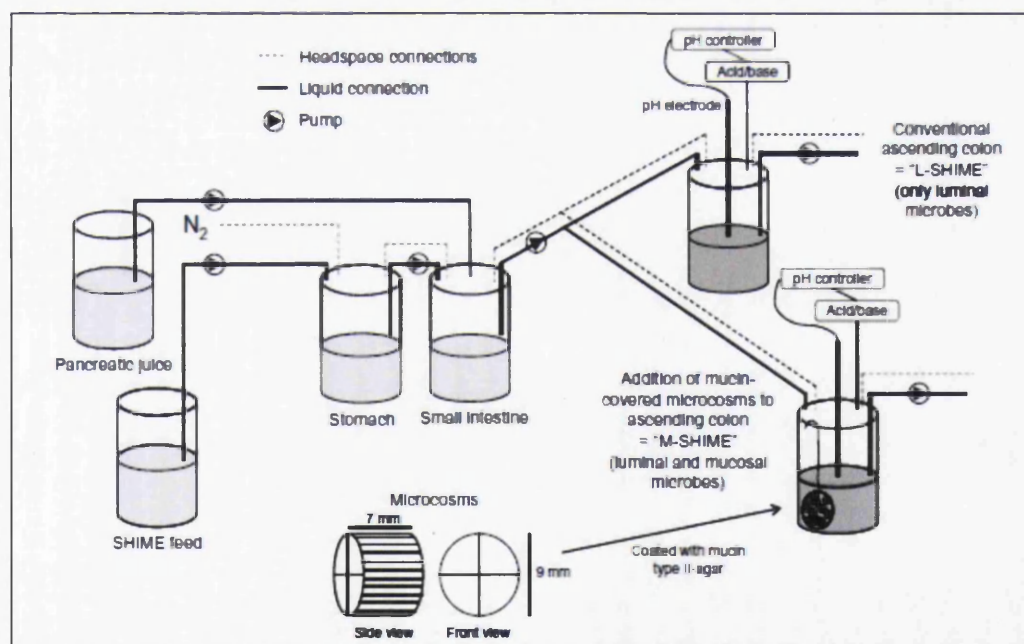 Headspace connections
Liquid connection
Pump
pH controller
Acid/base
pH electrode
Conventional
ascending colon
= "L-SHIME"
(only luminal
microbes)
N2
Pancreatic juice
SHIME feed
Stomach
Small intestine
pH controller
Acid/base
Addition of mucin-
covered microcosms to
ascending colon
= "M-SHIME"
(luminal and mucosal
microbes)
Microcosms
7 mm
9 mm
Coated with mucin
type II-agar
Side view
Front view